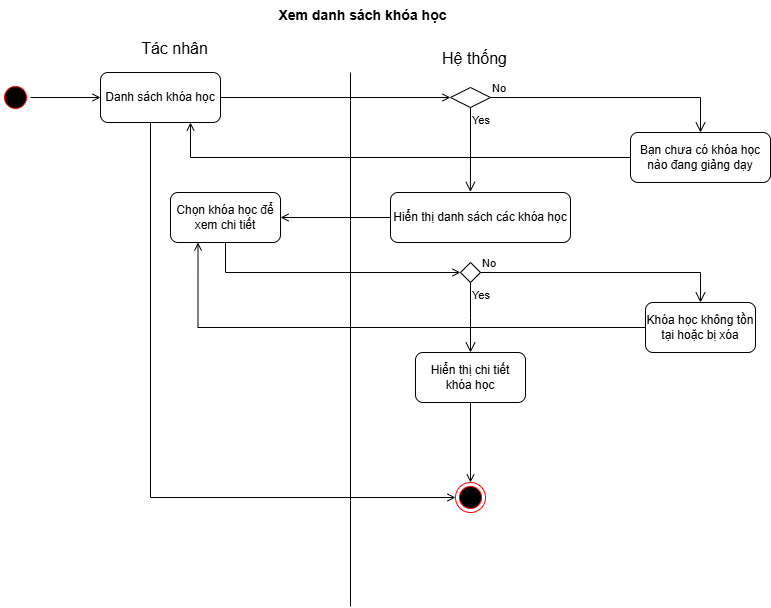 Xem danh sách khóa học
Tác nhân
Hệ thống
Danh sách khóa học
No
Yes
Bạn chưa có khóa học
nào đang giảng dạy
Chọn khóa học để
xem chi tiết
Hiển thị danh sách các khóa học
No
Yes
Khóa học không tồn
tại hoặc bị xóa
Hiển thị chi tiết
khóa học